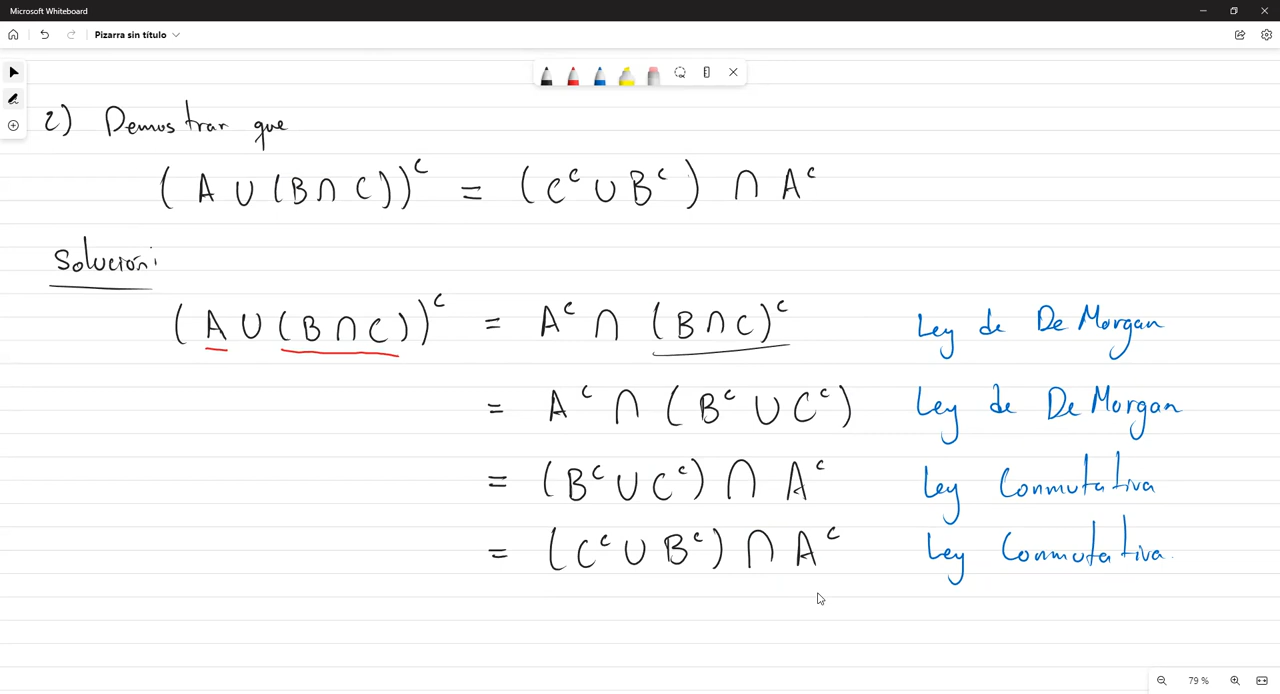 Microsoft Whiteboard
Pizarra sin título
2) Demostrar que
(A ∪ (B ∩ C))ᶜ = (Cᶜ ∪ Bᶜ) ∩ Aᶜ
Solución:
(A ∪ (B ∩ C))ᶜ = Aᶜ ∩ (B ∩ C)ᶜ Ley de De Morgan
= Aᶜ ∩ (Bᶜ ∪ Cᶜ) Ley de De Morgan
= (Bᶜ ∪ Cᶜ) ∩ Aᶜ Ley Conmutativa
= (Cᶜ ∪ Bᶜ) ∩ Aᶜ Ley Conmutativa.
79 %